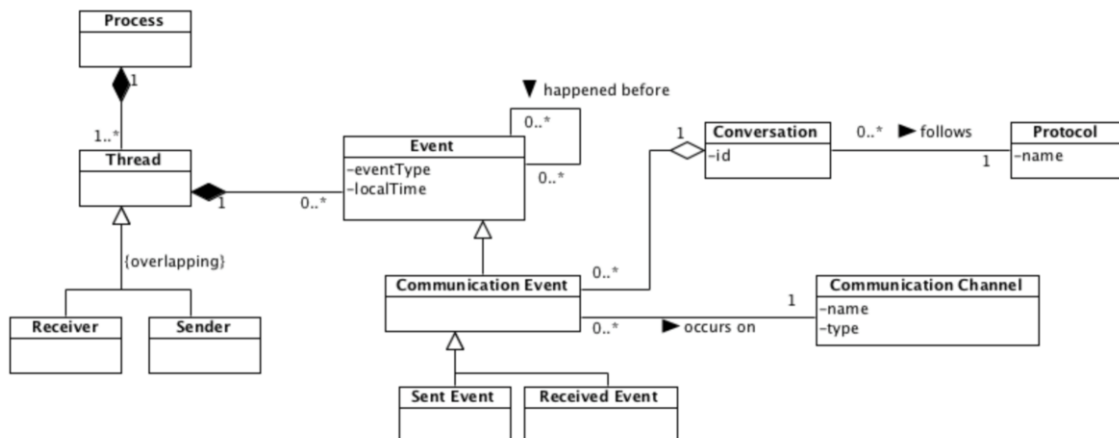 Process
1
1..*
Thread
1
0..*
{overlapping}
Receiver
Sender
happened before
0..*
0..*
Event
-eventType
-localTime
Communication Event
0..*
0..*
occurs on
1
Sent Event
Received Event
1
Conversation
-id
0..*
follows
1
Protocol
-name
Communication Channel
-name
-type